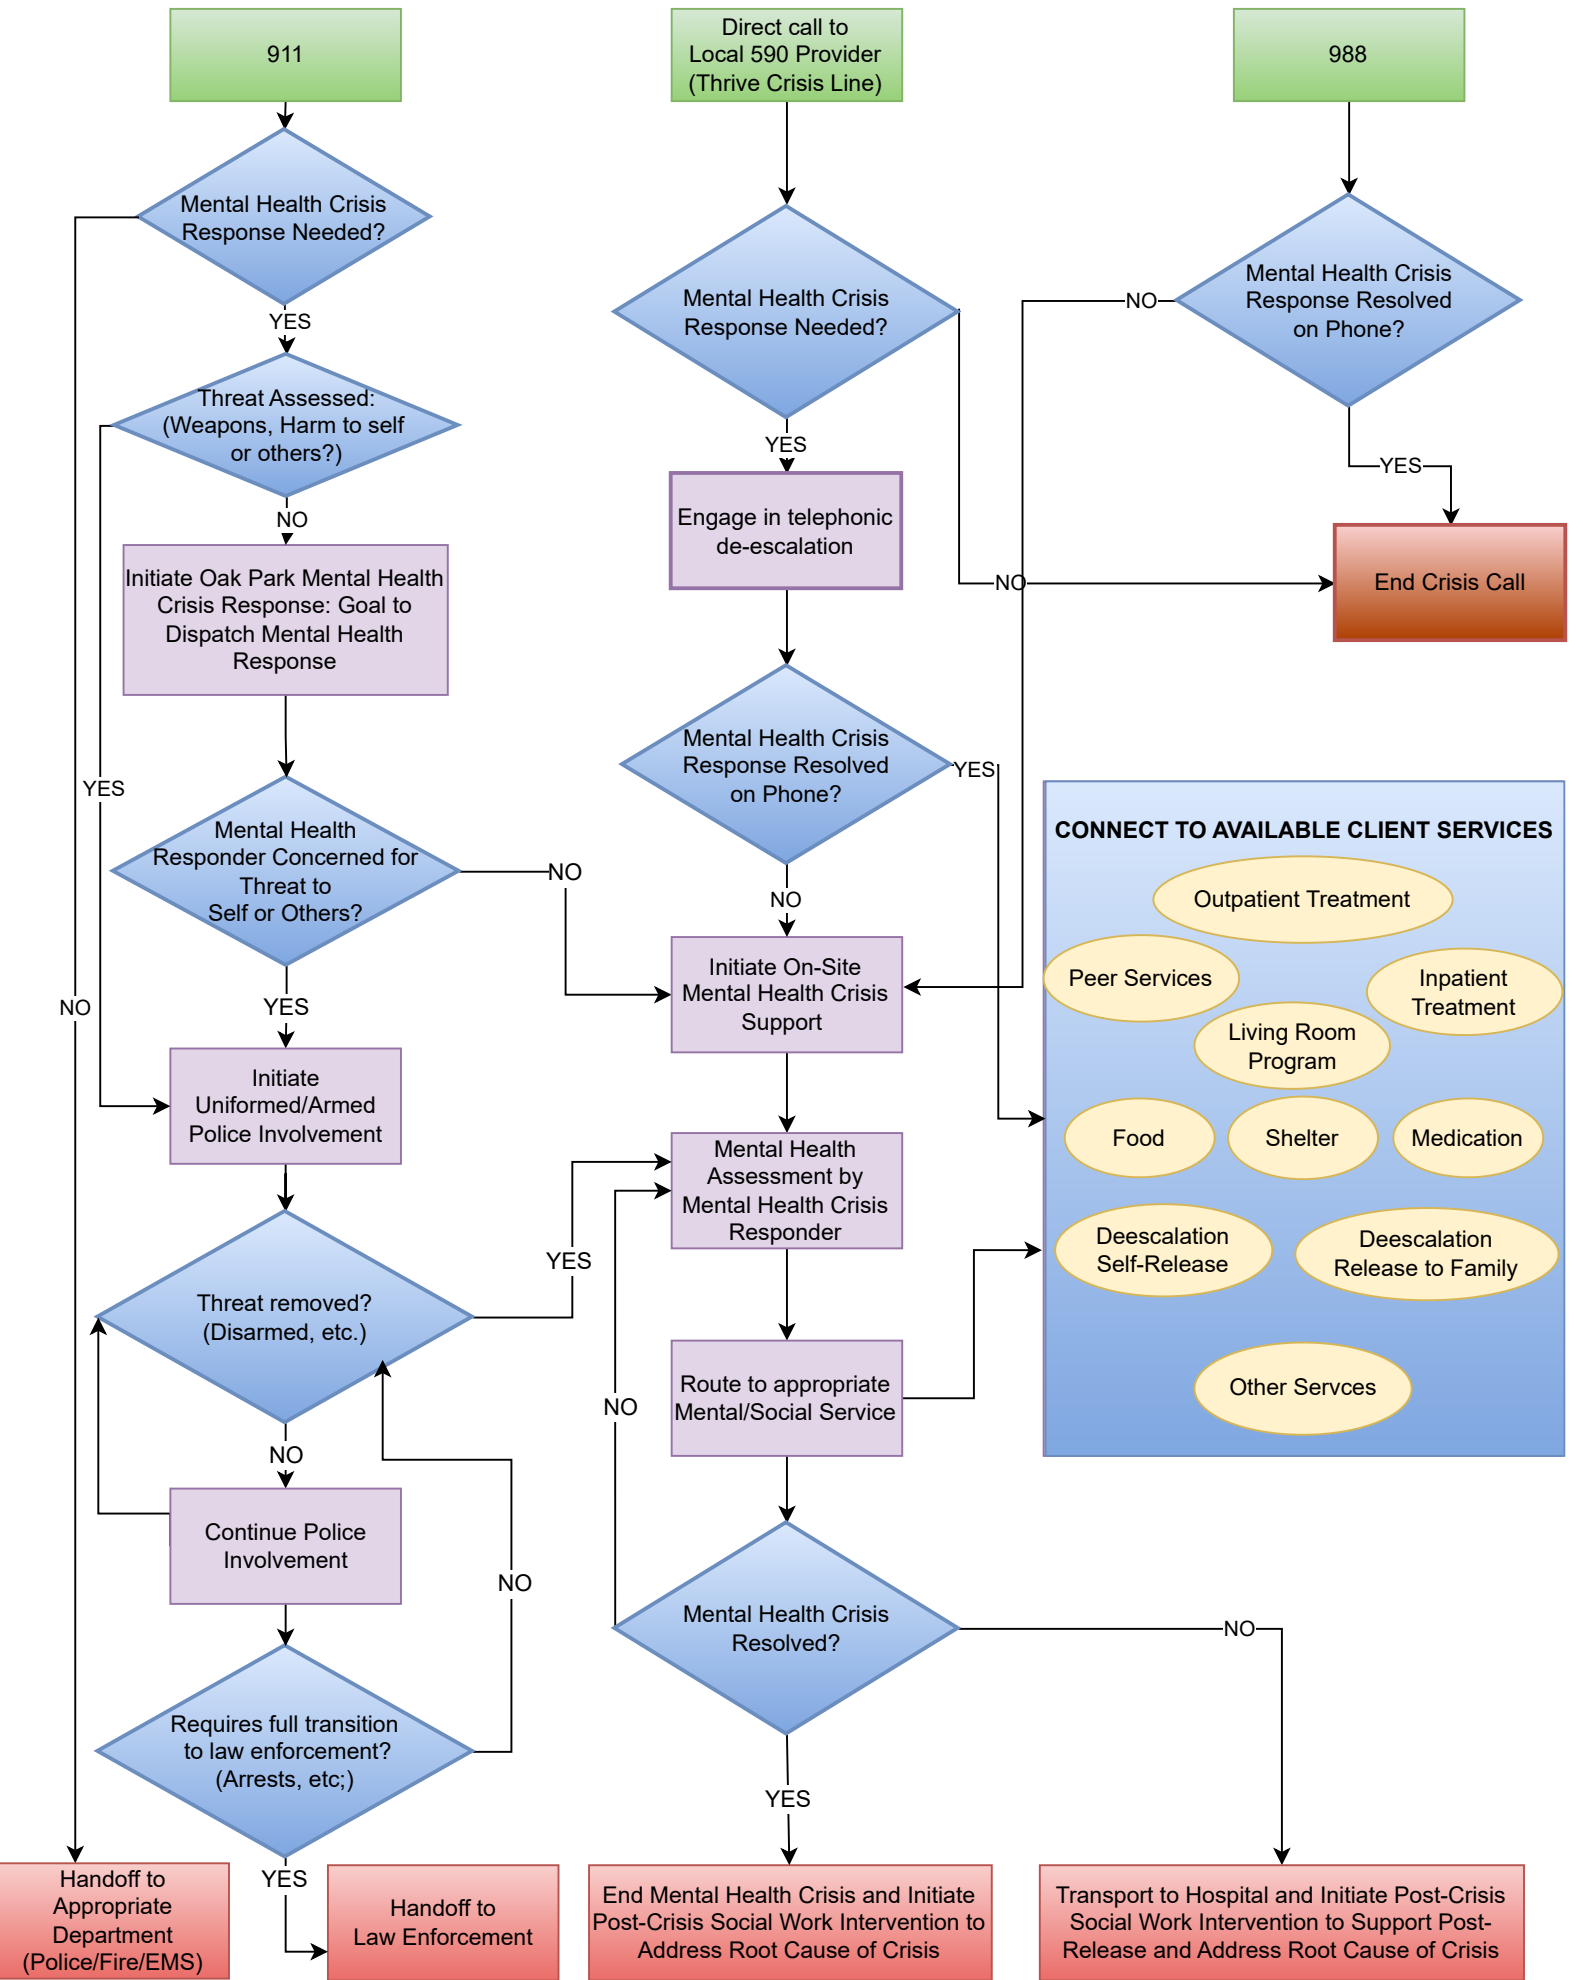 911
Direct call to
Local 590 Provider
(Thrive Crisis Line)
988
Mental Health Crisis
Response Needed?
Mental Health Crisis
Response Needed?
Mental Health Crisis
Response Resolved
on Phone?
NO
YES
YES
Threat Assessed:
(Weapons, Harm to self
or others?)
YES
NO
Engage in telephonic
de-escalation
NO
End Crisis Call
Initiate Oak Park Mental Health
Crisis Response: Goal to
Dispatch Mental Health
Response
YES
Mental Health Crisis
Response Resolved
on Phone?
YES
Mental Health
Responder Concerned for
Threat to
Self or Others?
NO
NO
CONNECT TO AVAILABLE CLIENT SERVICES
Outpatient Treatment
Peer Services
Inpatient
Treatment
Living Room
Program
Food
Shelter
Medication
Deescalation
Self-Release
Deescalation
Release to Family
Other Servces
NO
YES
Initiate On-Site
Mental Health Crisis
Support
Initiate
Uniformed/Armed
Police Involvement
Mental Health
Assessment by
Mental Health Crisis
Responder
YES
Threat removed?
(Disarmed, etc.)
NO
Route to appropriate
Mental/Social Service
NO
Continue Police
Involvement
NO
Mental Health Crisis
Resolved?
NO
Requires full transition
to law enforcement?
(Arrests, etc;)
YES
YES
Handoff to
Appropriate
Department
(Police/Fire/EMS)
Handoff to
Law Enforcement
End Mental Health Crisis and Initiate
Post-Crisis Social Work Intervention to
Address Root Cause of Crisis
Transport to Hospital and Initiate Post-Crisis
Social Work Intervention to Support Post-
Release and Address Root Cause of Crisis